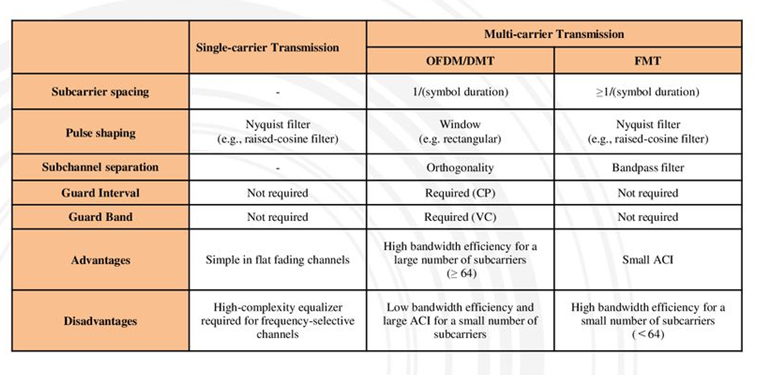 Single-carrier Transmission
Multi-carrier Transmission
OFDM/DMT
FMT
Subcarrier spacing
-
1/(symbol duration)
≥1/(symbol duration)
Pulse shaping
Nyquist filter
(e.g., raised-cosine filter)
Window
(e.g. rectangular)
Nyquist filter
(e.g., raised-cosine filter)
Subchannel separation
-
Orthogonality
Bandpass filter
Guard Interval
Not required
Required (CP)
Not required
Guard Band
Not required
Required (VC)
Not required
Advantages
Simple in flat fading channels
High bandwidth efficiency for a
large number of subcarriers
(≥ 64)
Small ACI
Disadvantages
High-complexity equalizer
required for frequency-selective
channels
Low bandwidth efficiency and
large ACI for a small number of
subcarriers
High bandwidth efficiency for a
small number of subcarriers
(<64)